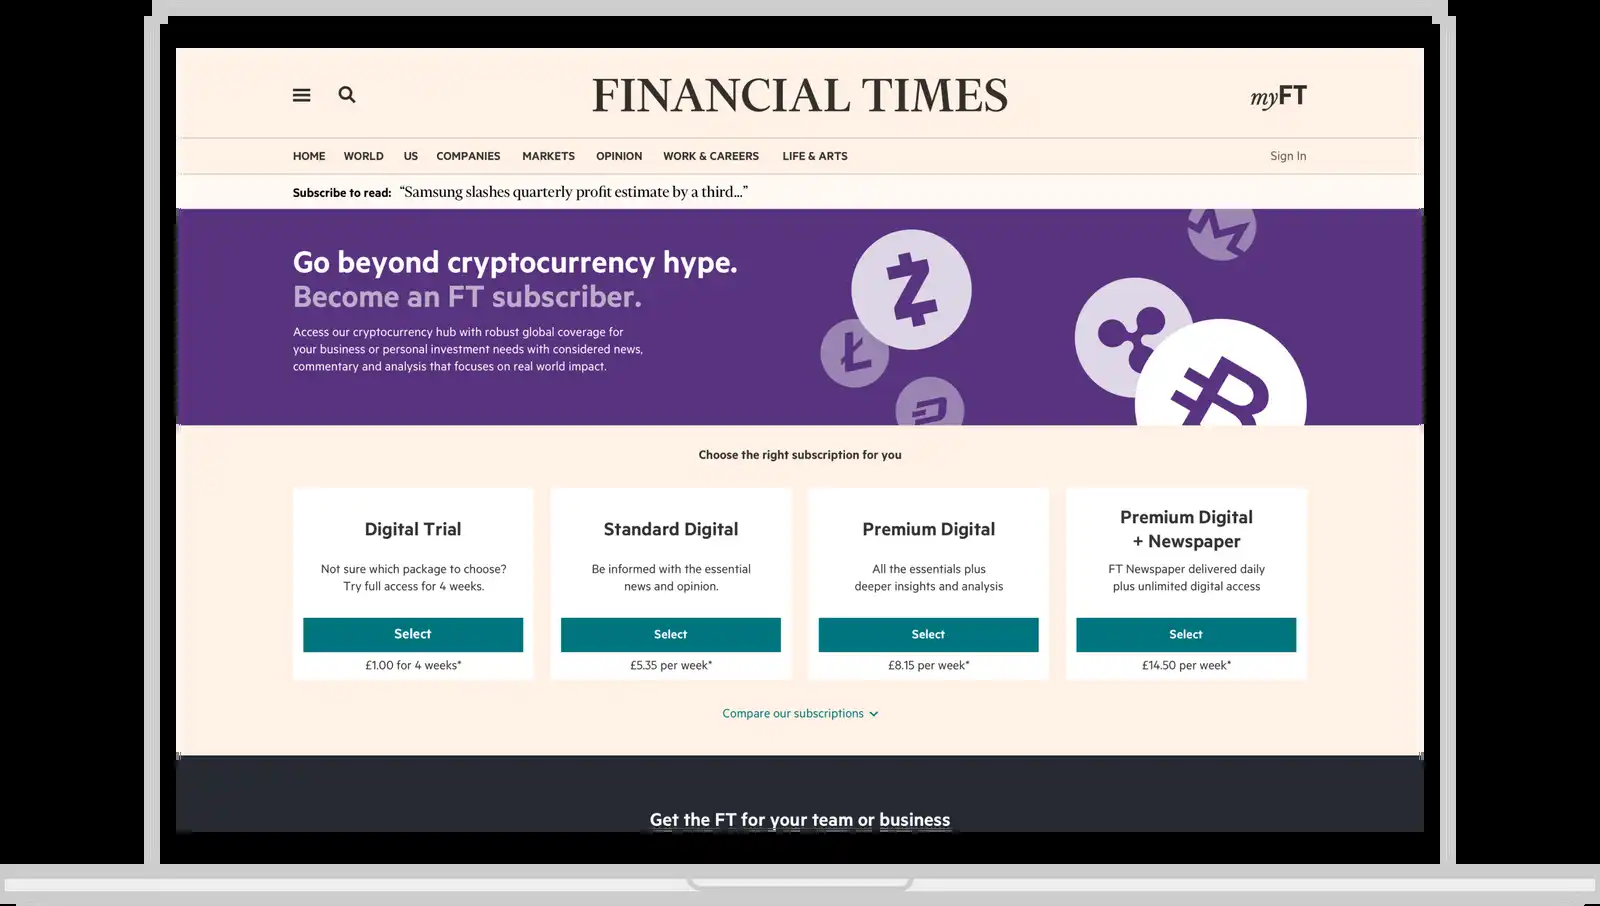 FINANCIAL TIMES
myFT
HOME WORLD US COMPANIES MARKETS OPINION WORK & CAREERS LIFE & ARTS Sign In
Subscribe to read: “Samsung slashes quarterly profit estimate by a third...”
Go beyond cryptocurrency hype.
Become an FT subscriber.
Access our cryptocurrency hub with robust global coverage for
your business or personal investment needs with considered news,
commentary and analysis that focuses on real world impact.
Choose the right subscription for you
Digital Trial
Not sure which package to choose?
Try full access for 4 weeks.
Select
£1.00 for 4 weeks*
Standard Digital
Be informed with the essential
news and opinion.
Select
£5.35 per week*
Premium Digital
All the essentials plus
deeper insights and analysis
Select
£8.15 per week*
Premium Digital
+ Newspaper
FT Newspaper delivered daily
plus unlimited digital access
Select
£14.50 per week*
Compare our subscriptions
Get the FT for your team or business